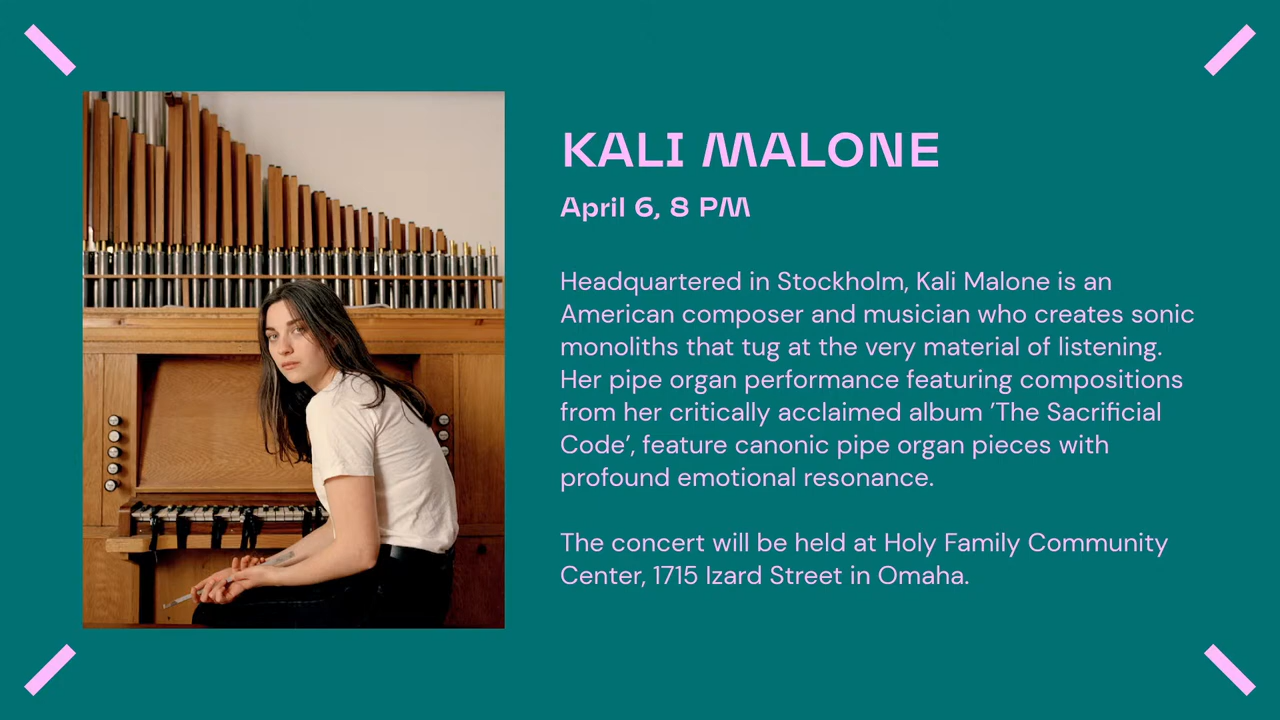 KALI MALONE
April 6, 8 PM
Headquartered in Stockholm, Kali Malone is an
American composer and musician who creates sonic
monoliths that tug at the very material of listening.
Her pipe organ performance featuring compositions
from her critically acclaimed album ’The Sacrificial
Code’, feature canonic pipe organ pieces with
profound emotional resonance.
The concert will be held at Holy Family Community
Center, 1715 Izard Street in Omaha.